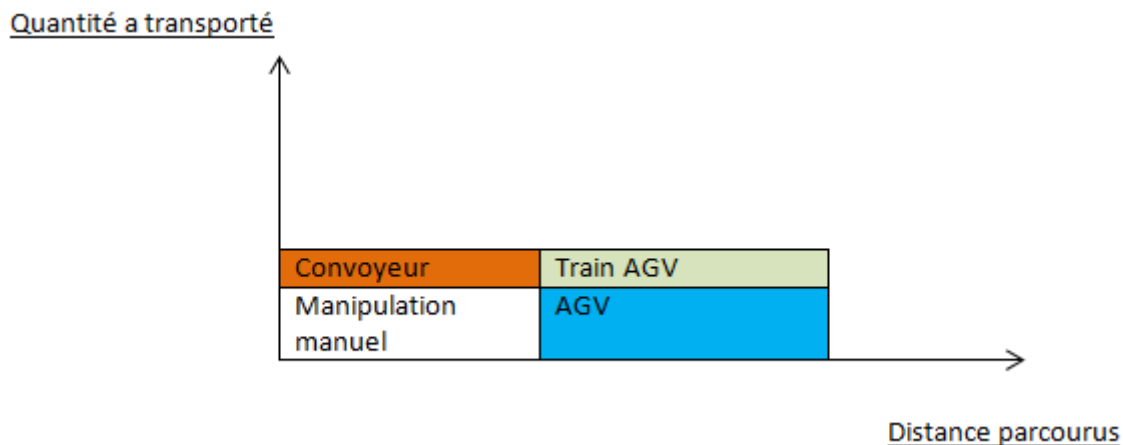 Quantité a transporté
Convoyeur
Train AGV
Manipulation
manuel
AGV
Distance parcourus